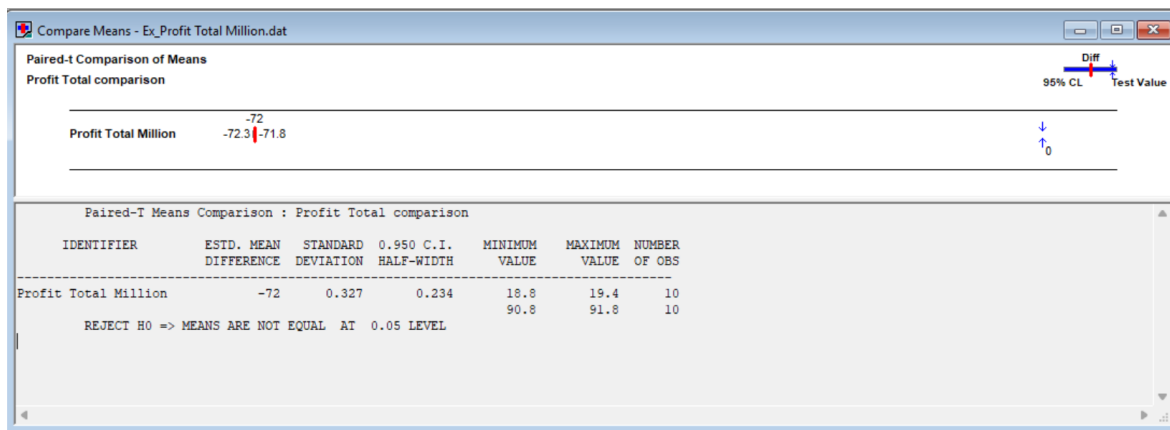 Compare Means - Ex_Profit Total Million.dat
Paired-t Comparison of Means
Profit Total comparison
Diff
95% CL Test Value
-72
Profit Total Million -72.3 -71.8
0
Paired-T Means Comparison : Profit Total comparison
IDENTIFIER ESTD. MEAN STANDARD 0.950 C.I. MINIMUM MAXIMUM NUMBER
DIFFERENCE DEVIATION HALF-WIDTH VALUE VALUE OF OBS
Profit Total Million -72 0.327 0.234 18.8 19.4 10
90.8 91.8 10
REJECT H0 => MEANS ARE NOT EQUAL AT 0.05 LEVEL